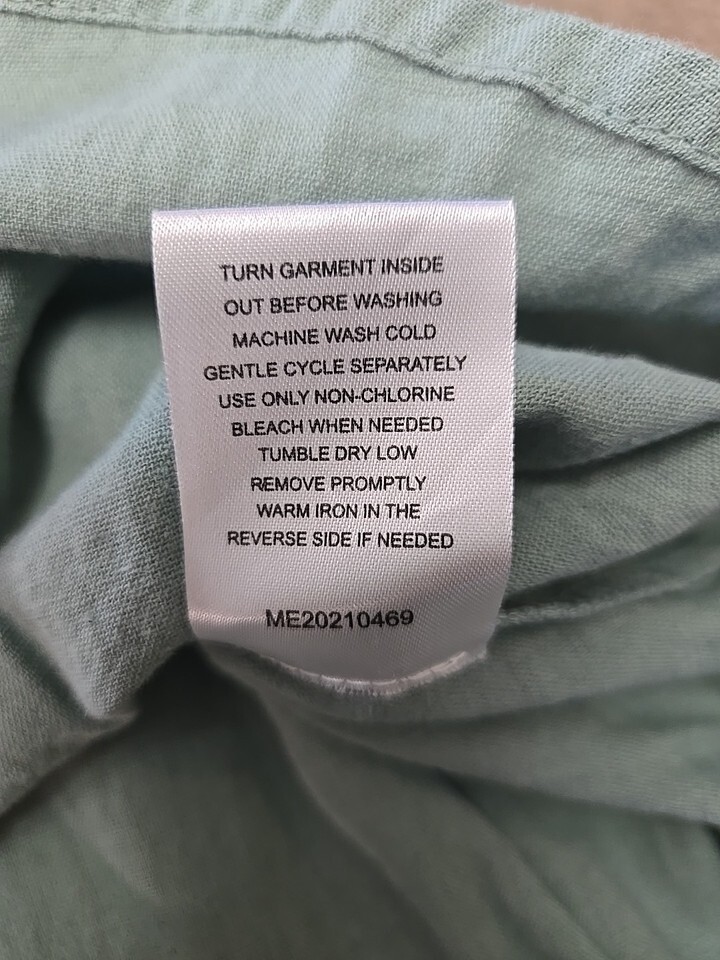 TURN GARMENT INSIDE
OUT BEFORE WASHING
MACHINE WASH COLD
GENTLE CYCLE SEPARATELY
USE ONLY NON-CHLORINE
BLEACH WHEN NEEDED
TUMBLE DRY LOW
REMOVE PROMPTLY
WARM IRON IN THE
REVERSE SIDE IF NEEDED
ME20210469